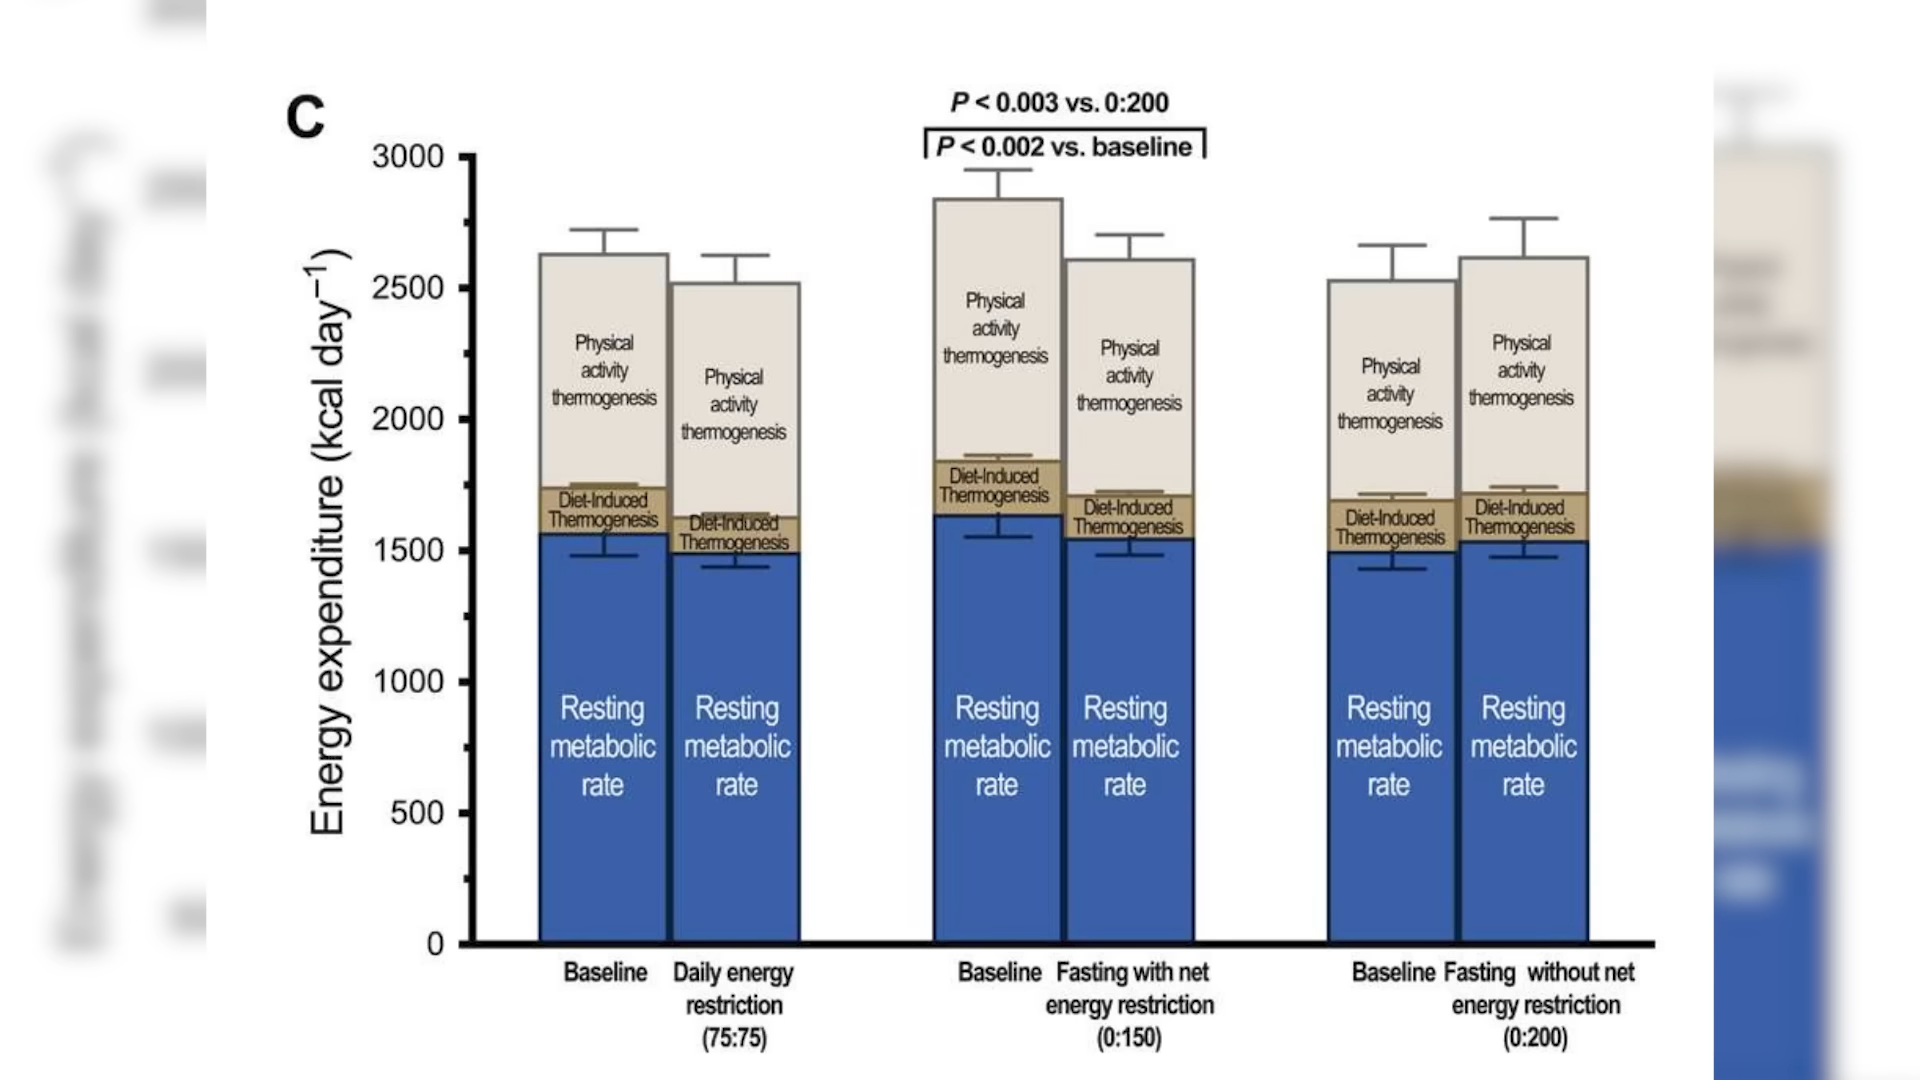 C
P < 0.003 vs. 0:200
P < 0.002 vs. baseline
Energy expenditure (kcal day⁻¹)
3000
2500
2000
1500
1000
500
0
Physical
activity
thermogenesis
Diet-Induced
Thermogenesis
Resting
metabolic
rate
Physical
activity
thermogenesis
Diet-Induced
Thermogenesis
Resting
metabolic
rate
Physical
activity
thermogenesis
Diet-Induced
Thermogenesis
Resting
metabolic
rate
Physical
activity
thermogenesis
Diet-Induced
Thermogenesis
Resting
metabolic
rate
Physical
activity
thermogenesis
Diet-Induced
Thermogenesis
Resting
metabolic
rate
Physical
activity
thermogenesis
Diet-Induced
Thermogenesis
Resting
metabolic
rate
Baseline
Daily energy
restriction
(75:75)
Baseline
Fasting with net
energy restriction
(0:150)
Baseline
Fasting without net
energy restriction
(0:200)